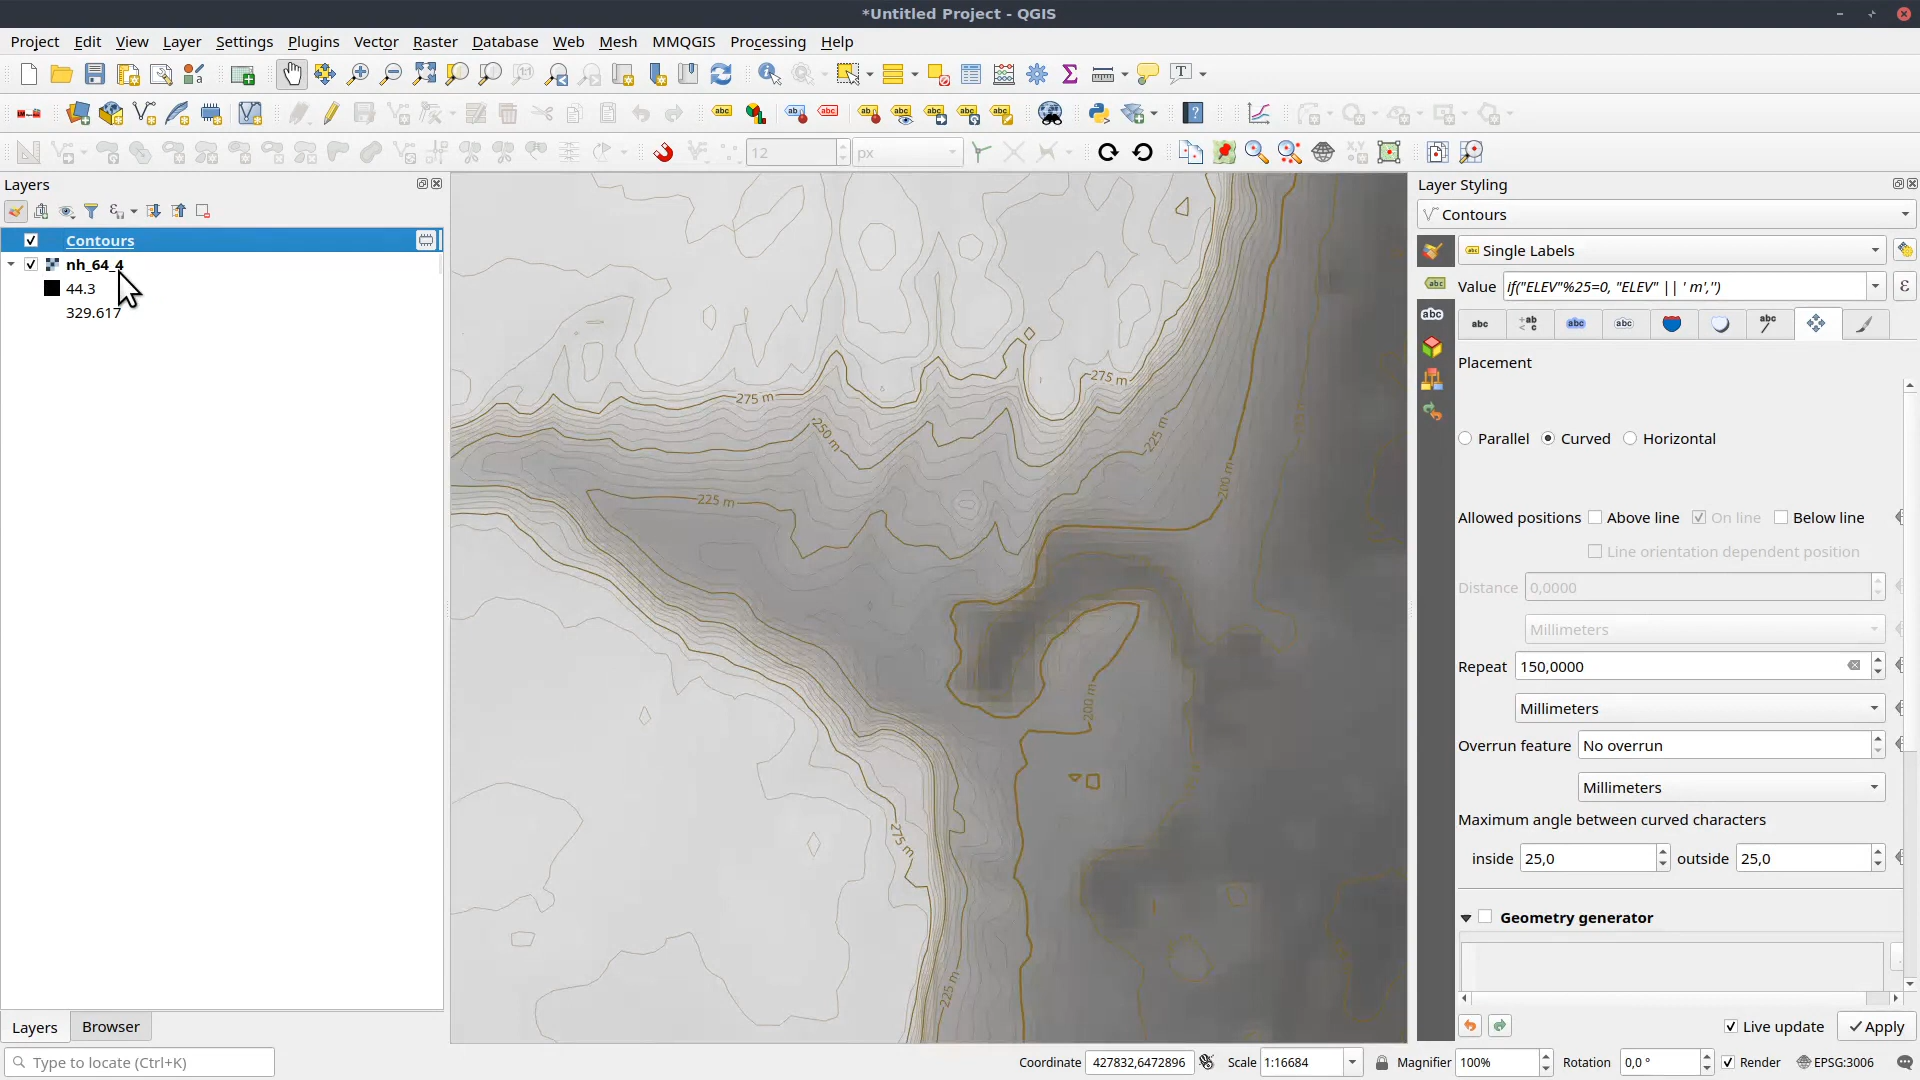 *Untitled Project - QGIS
Project Edit View Layer Settings Plugins Vector Raster Database Web Mesh MMQGIS Processing Help
12 px
Layers
Contours
nh_64_4
44.3
329.617
275 m
275 m
250 m
225 m
225 m
200 m
200 m
275 m
225 m
Layers Browser
Type to locate (Ctrl+K)
Layer Styling
Contours
Single Labels
Value if("ELEV"%25=0, "ELEV" || ' m','')
Placement
Parallel Curved Horizontal
Allowed positions Above line On line Below line
Line orientation dependent position
Distance 0,0000
Millimeters
Repeat 150,0000
Millimeters
Overrun feature No overrun
Millimeters
Maximum angle between curved characters
inside 25,0 outside 25,0
Geometry generator
Live update Apply
Coordinate 427832,6472896 Scale 1:16684 Magnifier 100% Rotation 0,0 ° Render EPSG:3006